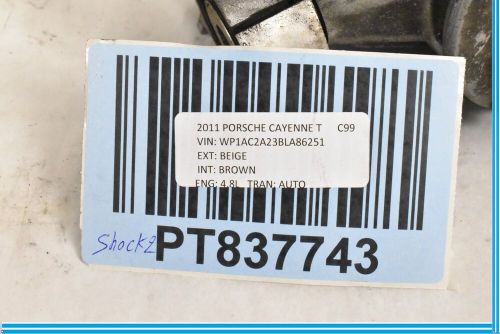 2011 PORSCHE CAYENNE T C99
VIN: WP1AC2A23BLA86251
EXT: BEIGE
INT: BROWN
ENG: 4.8L TRAN: AUTO
Shock2 PT837743